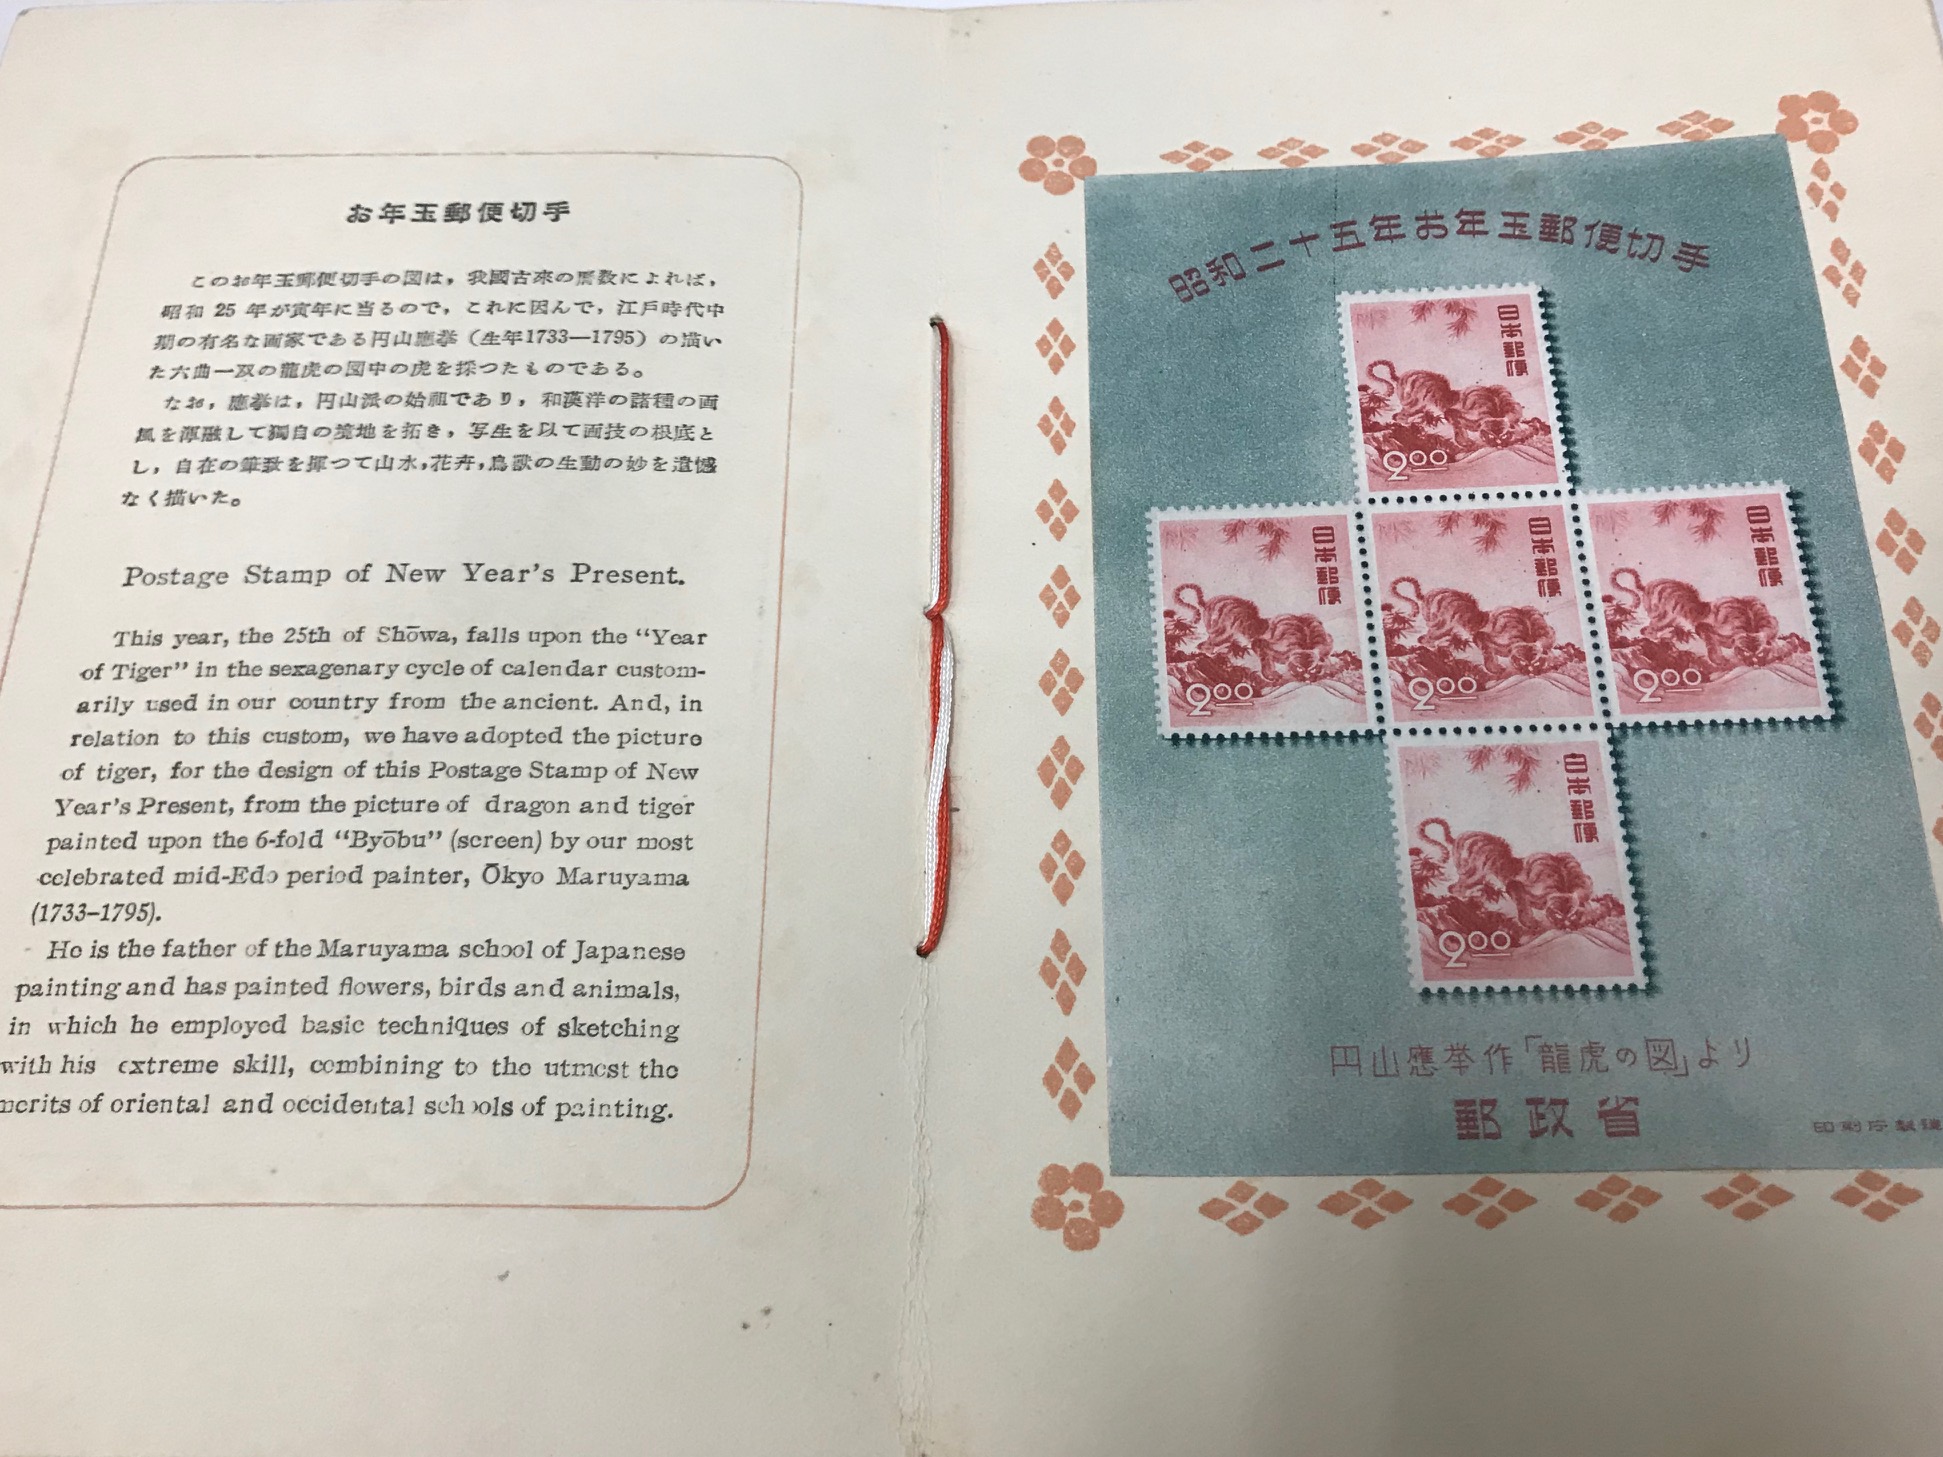 お年玉郵便切手
このお年玉郵便切手の図は，我國古來の暦数によれば，
昭和 25 年が寅年に当るので，これに因んで，江戸時代中
期の有名な画家である円山應挙（生年1733—1795）の描い
た六曲一双の龍虎の図中の虎を採つたものである。
なお，應挙は，円山派の始祖であり，和漢洋の諸種の画
風を渾融して獨自の境地を拓き，写生を以て画技の根底と
し，自在の筆致を揮つて山水，花卉，鳥獣の生動の妙を遺憾
なく描いた。
Postage Stamp of New Year's Present.
This year, the 25th of Shōwa, falls upon the "Year
of Tiger" in the sexagenary cycle of calendar custom-
arily used in our country from the ancient. And, in
relation to this custom, we have adopted the picture
of tiger, for the design of this Postage Stamp of New
Year's Present, from the picture of dragon and tiger
painted upon the 6-fold "Byōbu" (screen) by our most
celebrated mid-Edo period painter, Ōkyo Maruyama
(1733–1795).
He is the father of the Maruyama school of Japanese
painting and has painted flowers, birds and animals,
in which he employed basic techniques of sketching
with his extreme skill, combining to the utmost the
merits of oriental and occidental schools of painting.
昭和二十五年お年玉郵便切手
日本郵便
2.00
日本郵便
2.00
日本郵便
2.00
日本郵便
2.00
日本郵便
2.00
円山應挙作「龍虎の図」より
郵政省
印刷庁製造